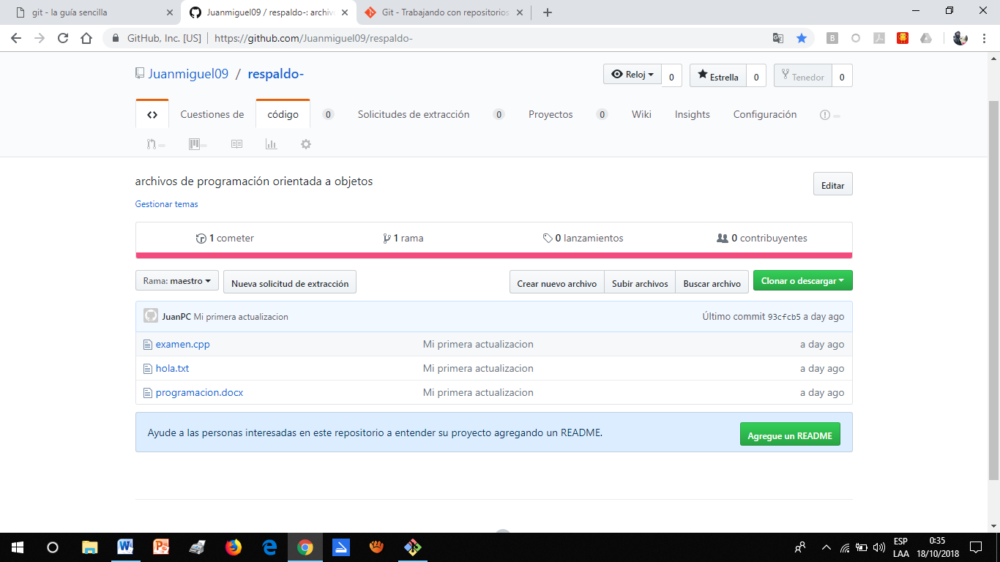 git - la guía sencilla
Juanmiguel09 / respaldo-: archiv
Git - Trabajando con repositorios
GitHub, Inc. [US] | https://github.com/Juanmiguel09/respaldo-
Juanmiguel09 / respaldo-
Reloj 0 Estrella 0 Tenedor 0
Cuestiones de código 0 Solicitudes de extracción 0 Proyectos 0 Wiki Insights Configuración
archivos de programación orientada a objetos
Editar
Gestionar temas
1 cometer 1 rama 0 lanzamientos 0 contribuyentes
Rama: maestro Nueva solicitud de extracción Crear nuevo archivo Subir archivos Buscar archivo Clonar o descargar
JuanPC Mi primera actualizacion Último commit 93cfcb5 a day ago
examen.cpp Mi primera actualizacion a day ago
hola.txt Mi primera actualizacion a day ago
programacion.docx Mi primera actualizacion a day ago
Ayude a las personas interesadas en este repositorio a entender su proyecto agregando un README. Agregue un README
ESP 0:35
LAA 18/10/2018